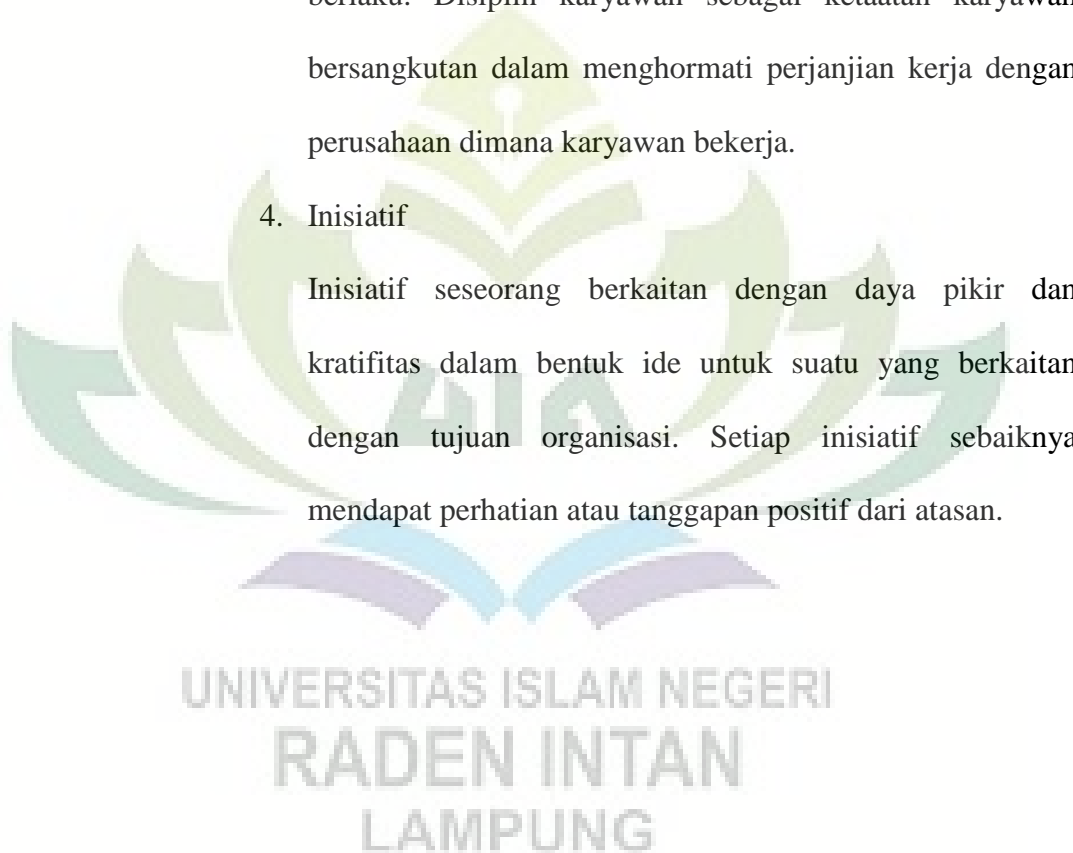 berlaku. Disiplin karyawan sebagai ketaatan karyawan
bersangkutan dalam menghormati perjanjian kerja dengan
perusahaan dimana karyawan bekerja.
4. Inisiatif
Inisiatif seseorang berkaitan dengan daya pikir dan
kratifitas dalam bentuk ide untuk suatu yang berkaitan
dengan tujuan organisasi. Setiap inisiatif sebaiknya
mendapat perhatian atau tanggapan positif dari atasan.
UNIVERSITAS ISLAM NEGERI
RADEN INTAN
LAMPUNG